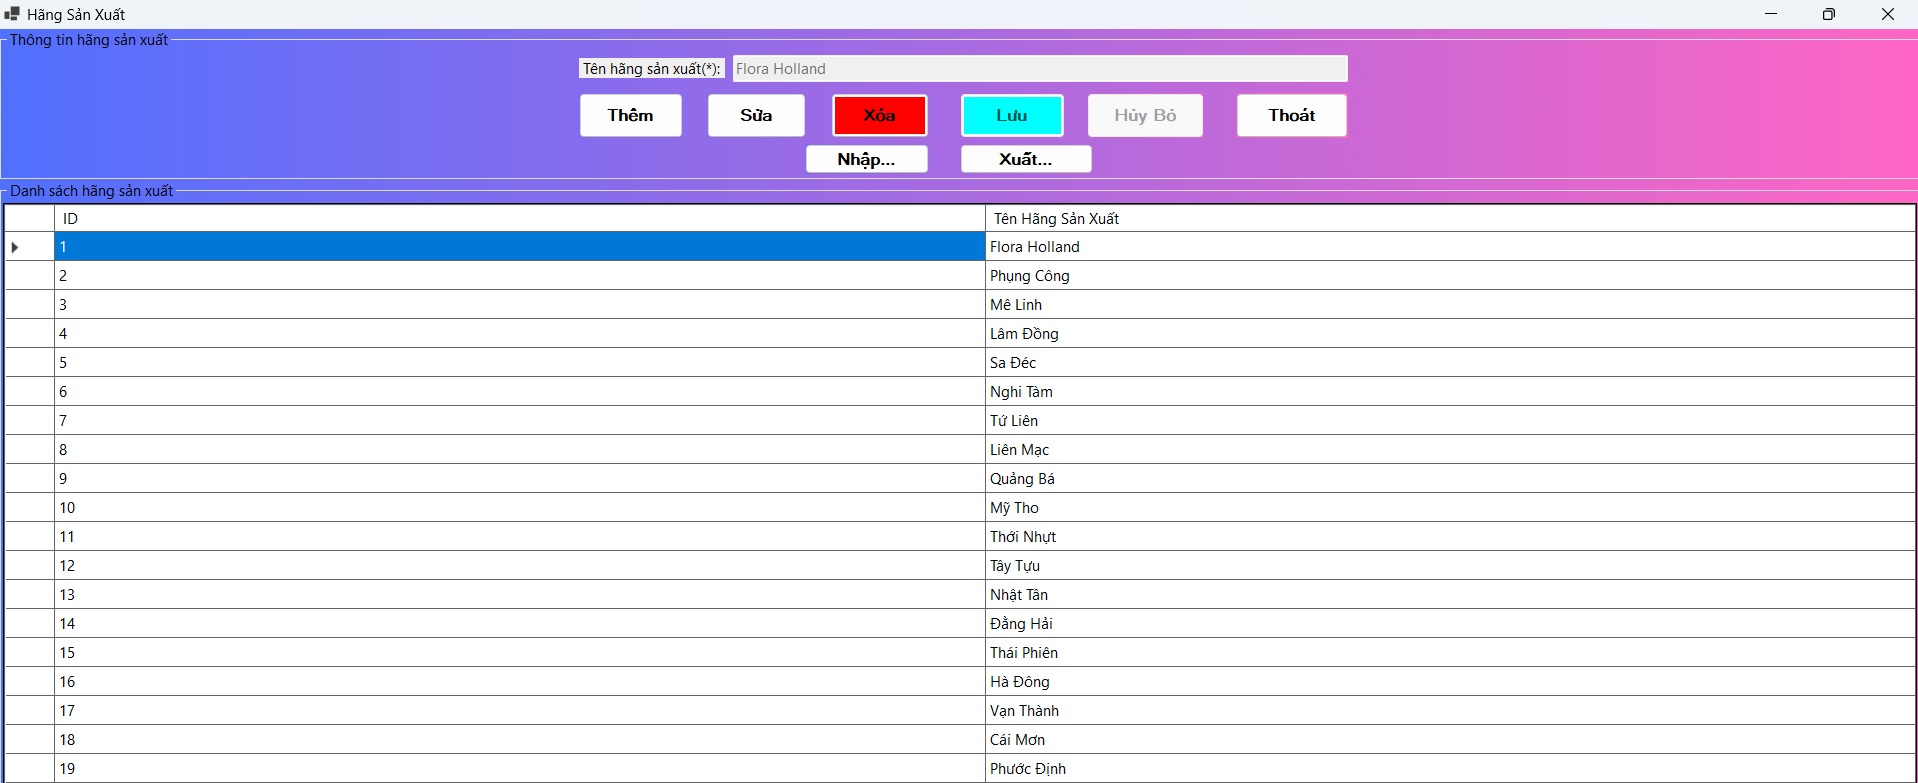 Hãng Sản Xuất
Thông tin hãng sản xuất
Tên hãng sản xuất(*): Flora Holland
Thêm Sửa Xóa Lưu Hủy Bỏ Thoát
Nhập... Xuất...
Danh sách hãng sản xuất
ID Tên Hãng Sản Xuất
1 Flora Holland
2 Phụng Công
3 Mê Linh
4 Lâm Đồng
5 Sa Đéc
6 Nghi Tàm
7 Tứ Liên
8 Liên Mạc
9 Quảng Bá
10 Mỹ Tho
11 Thới Nhựt
12 Tây Tựu
13 Nhật Tân
14 Đằng Hải
15 Thái Phiên
16 Hà Đông
17 Vạn Thành
18 Cái Mơn
19 Phước Định